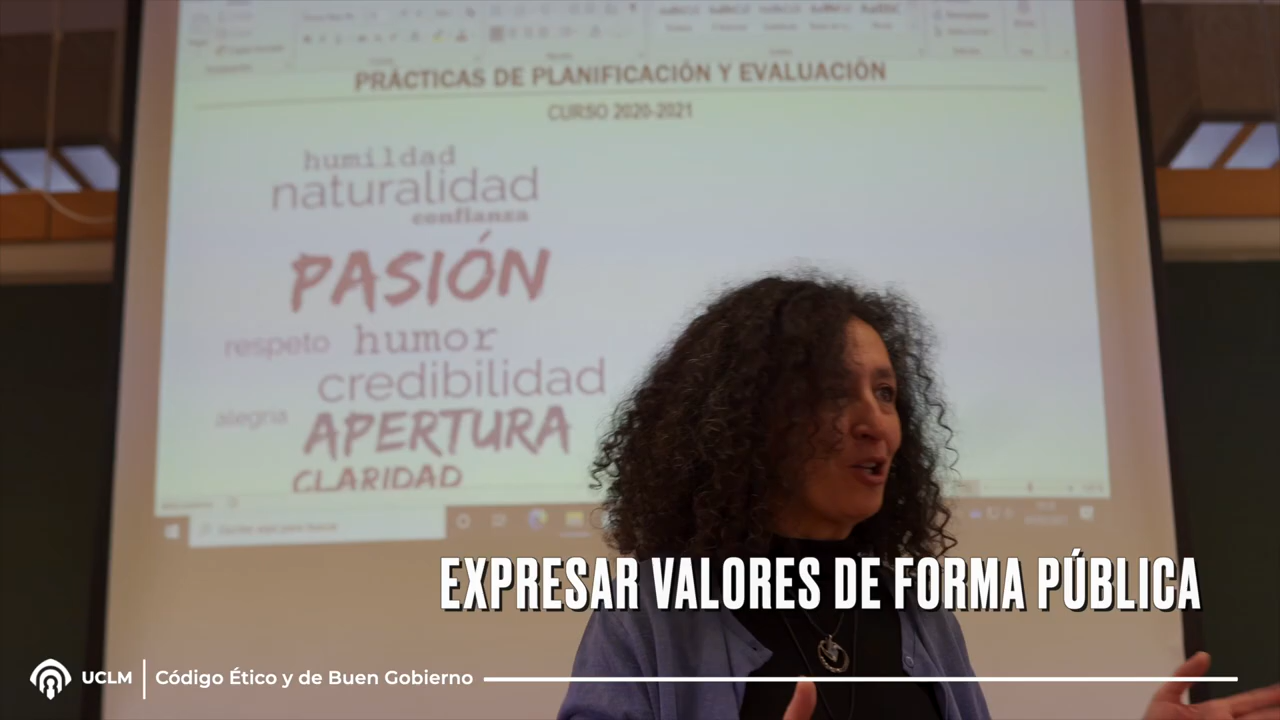 PRÁCTICAS DE PLANIFICACIÓN Y EVALUACIÓN
CURSO 2020-2021
humildad
naturalidad
confianza
PASIÓN
respeto humor
credibilidad
alegria
APERTURA
CLARIDAD
EXPRESAR VALORES DE FORMA PÚBLICA
UCLM Código Ético y de Buen Gobierno